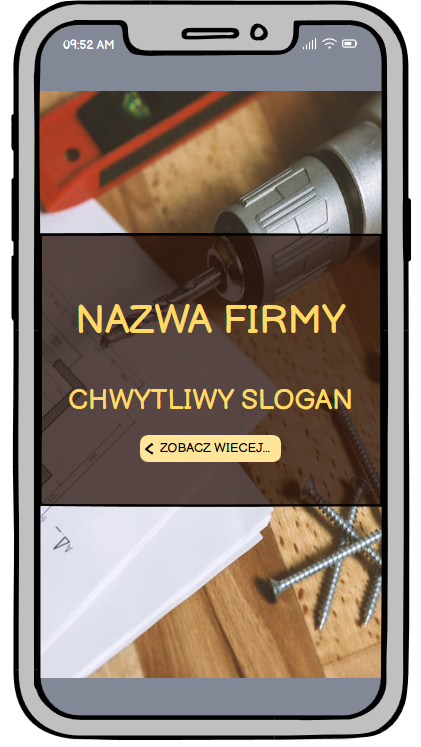 09:52 AM
NAZWA FIRMY
CHWYTLIWY SLOGAN
ZOBACZ WIECEJ...